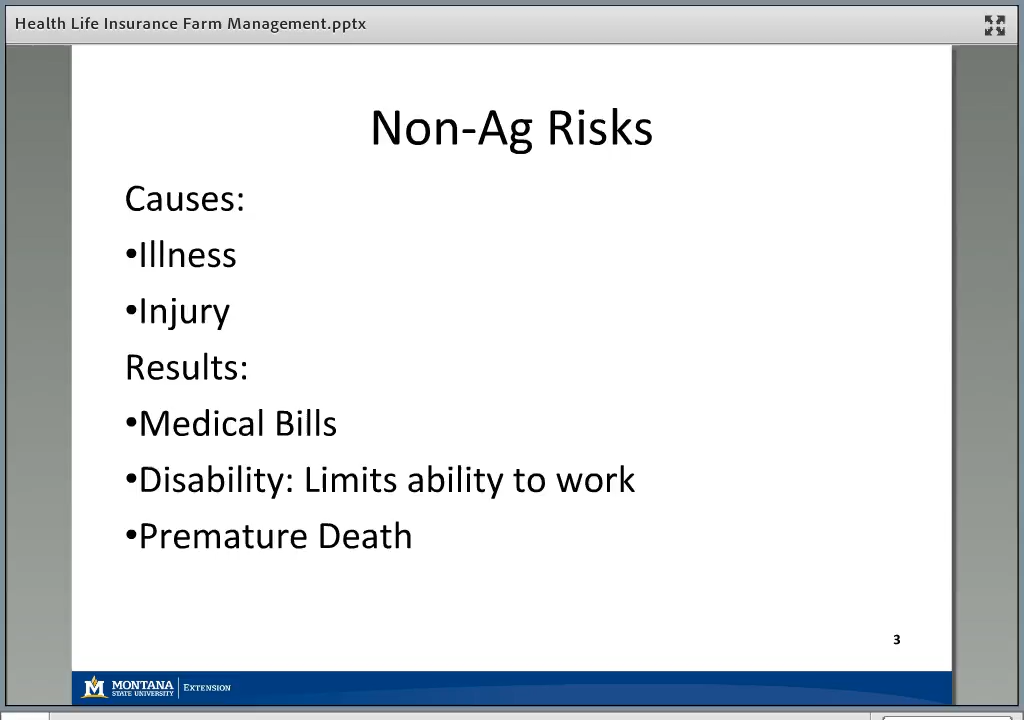 Health Life Insurance Farm Management.pptx
Non-Ag Risks
Causes:
•Illness
•Injury
Results:
•Medical Bills
•Disability: Limits ability to work
•Premature Death
3
MONTANA
STATE UNIVERSITY
EXTENSION